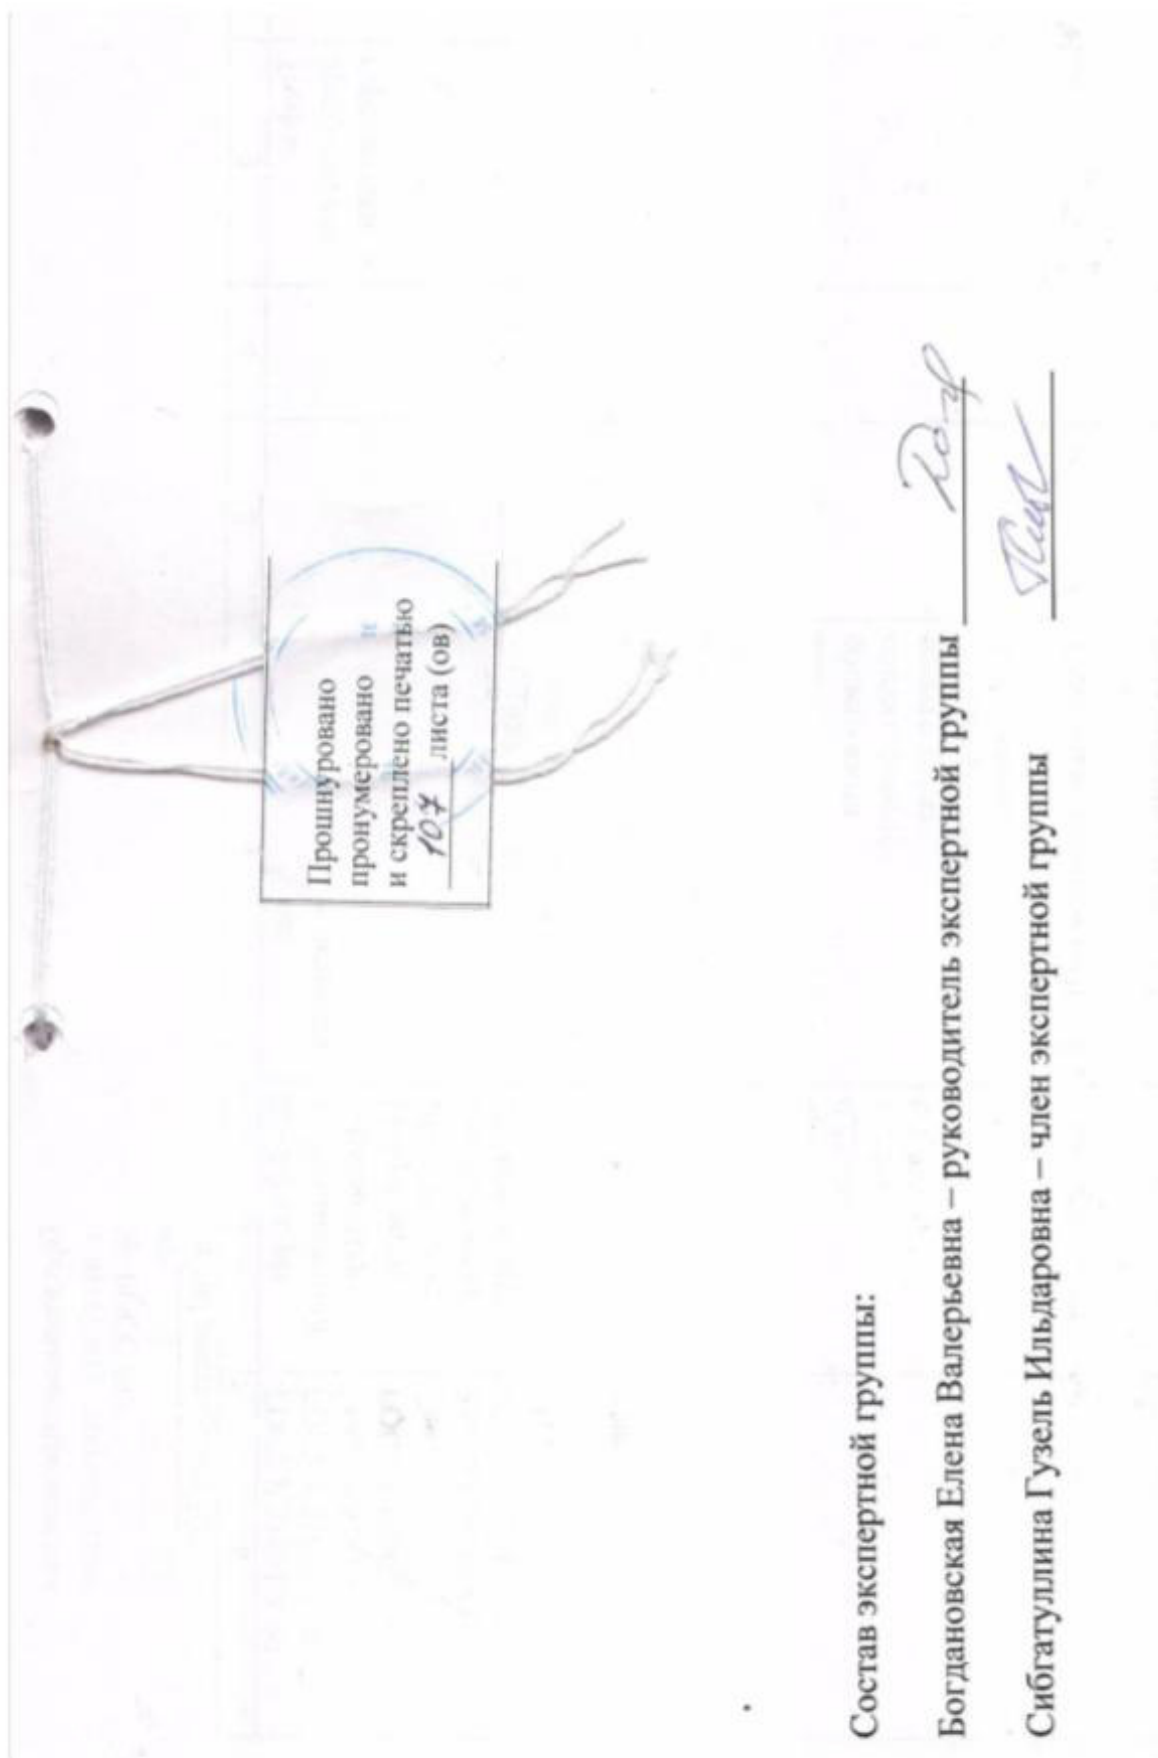 Прошнуровано
пронумеровано
и скреплено печатью
107 листа (ов)
Состав экспертной группы:
Богдановская Елена Валерьевна – руководитель экспертной группы
Сибгатуллина Гузель Ильдаровна – член экспертной группы